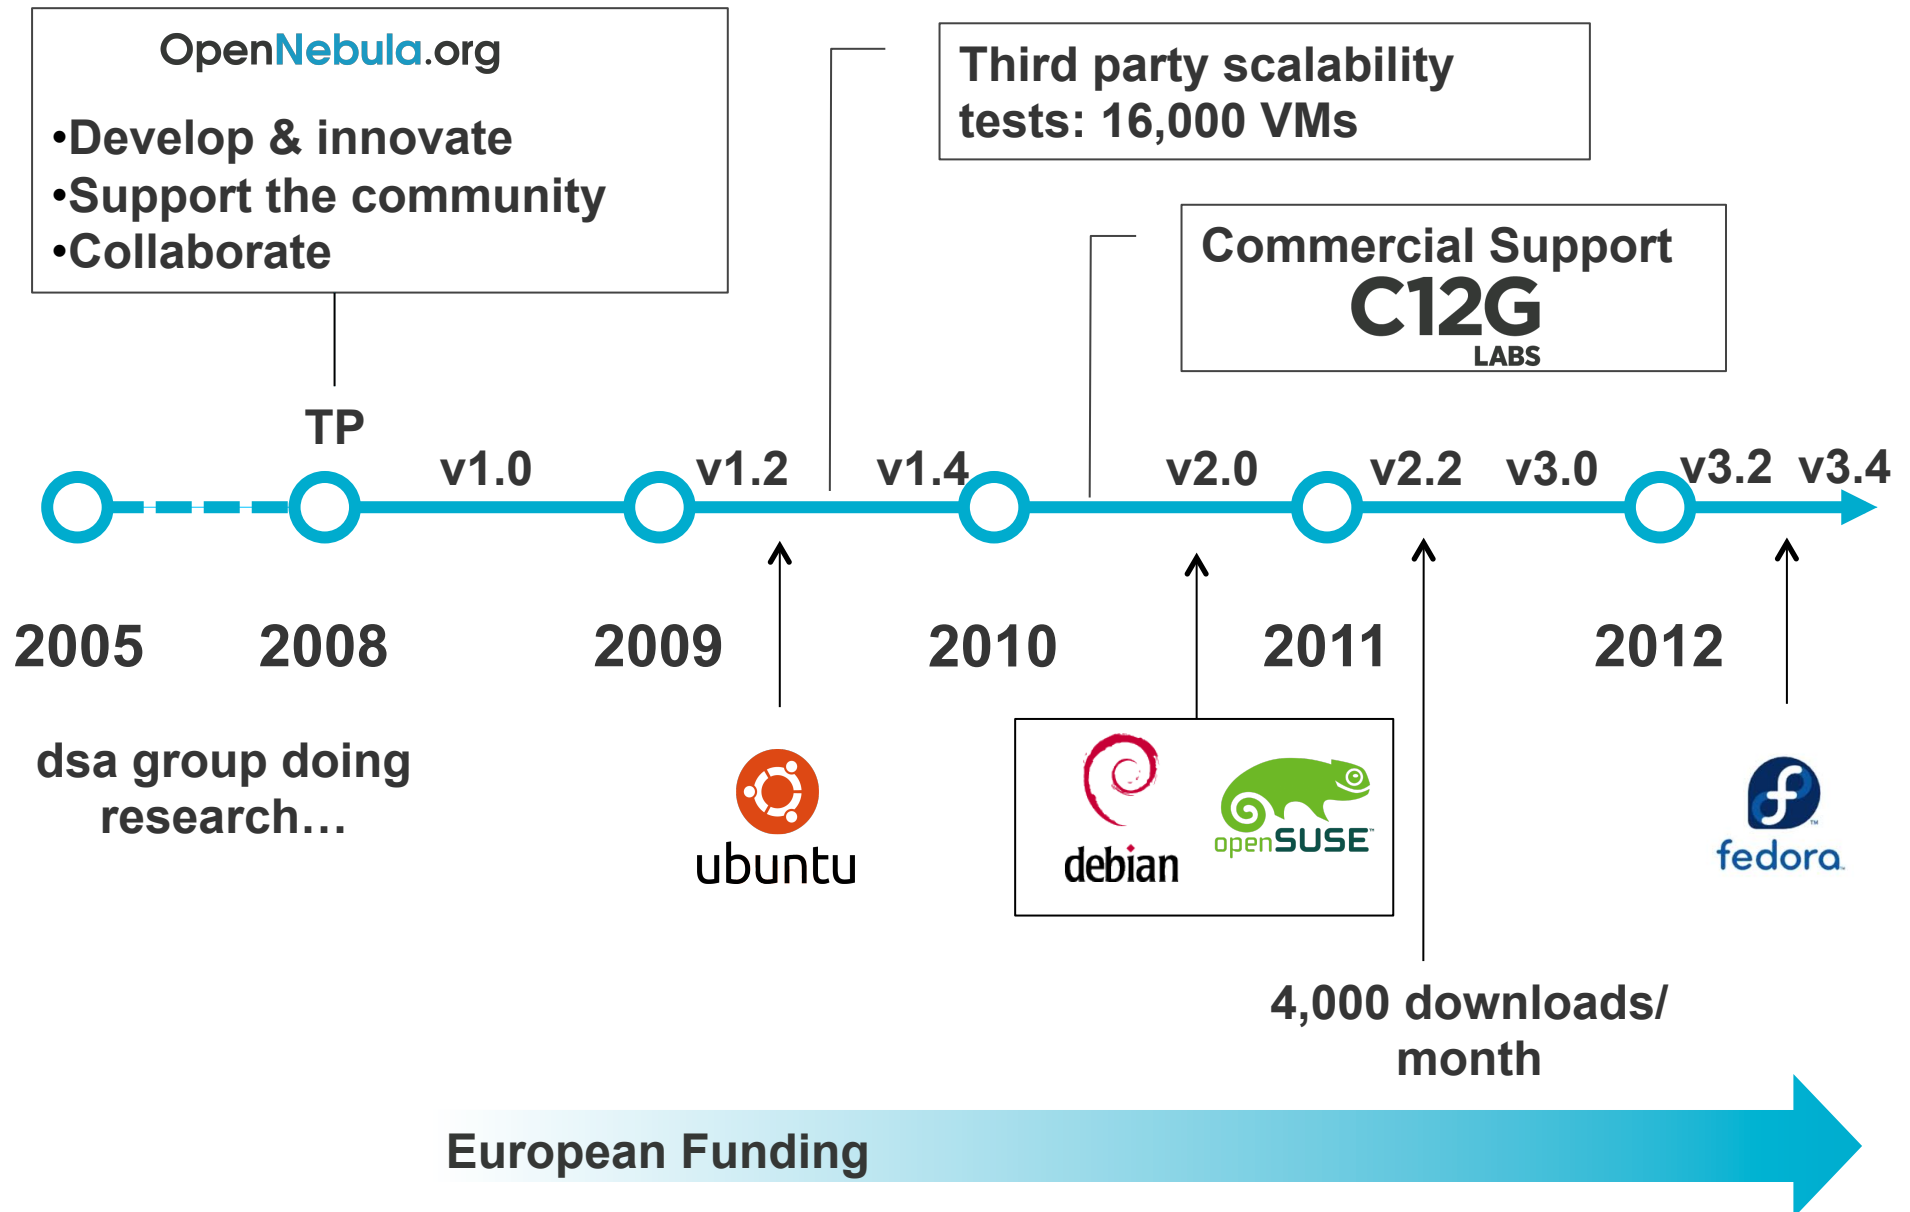 OpenNebula.org
•Develop & innovate
•Support the community
•Collaborate
Third party scalability
tests: 16,000 VMs
Commercial Support
C12G
LABS
TP
v1.0
v1.2
v1.4
v2.0
v2.2
v3.0
v3.2
v3.4
2005
2008
2009
2010
2011
2012
dsa group doing
research…
ubuntu
debian
openSUSE™
fedora™
4,000 downloads/
month
European Funding